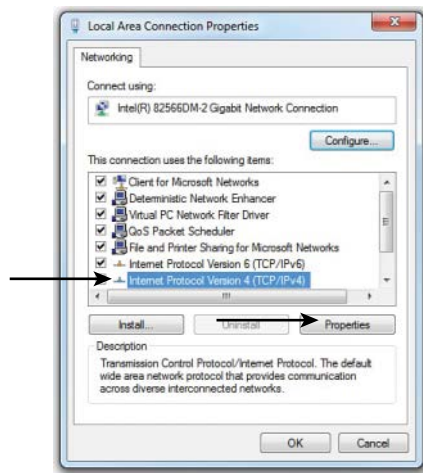 Local Area Connection Properties
Networking
Connect using:
Intel(R) 82566DM-2 Gigabit Network Connection
Configure...
This connection uses the following items:
Client for Microsoft Networks
Deterministic Network Enhancer
Virtual PC Network Filter Driver
QoS Packet Scheduler
File and Printer Sharing for Microsoft Networks
Internet Protocol Version 6 (TCP/IPv6)
Internet Protocol Version 4 (TCP/IPv4)
Install...
Uninstall
Properties
Description
Transmission Control Protocol/Internet Protocol. The default
wide area network protocol that provides communication
across diverse interconnected networks.
OK
Cancel